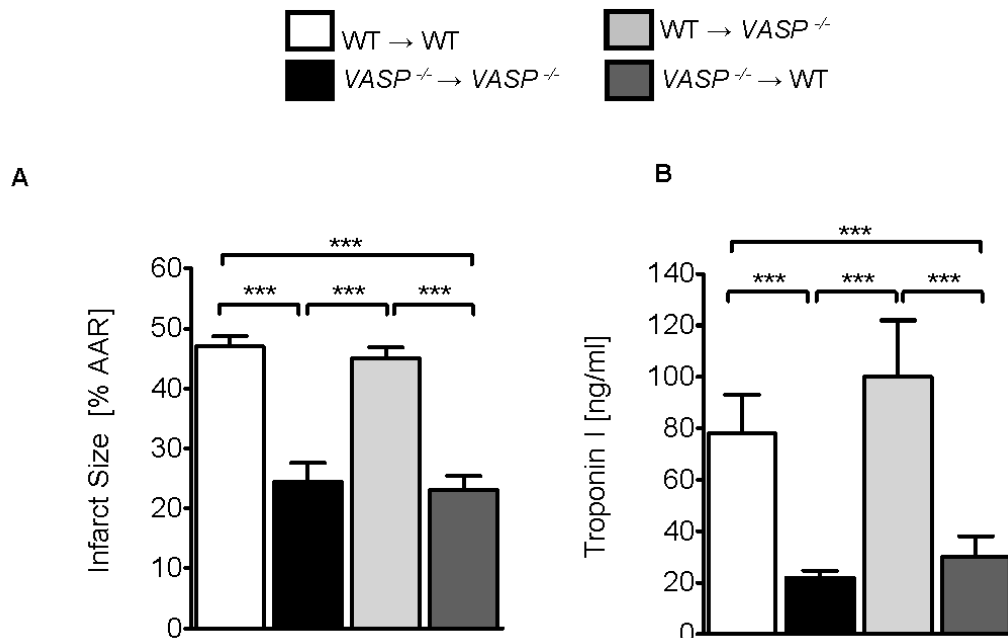 WT → WT
WT → VASP -/-
VASP -/- → VASP -/-
VASP -/- → WT
A
B
***
*** *** ***
60
50
40
30
20
10
0
Infarct Size [% AAR]
***
*** *** ***
140
120
100
80
60
40
20
0
Troponin I [ng/ml]